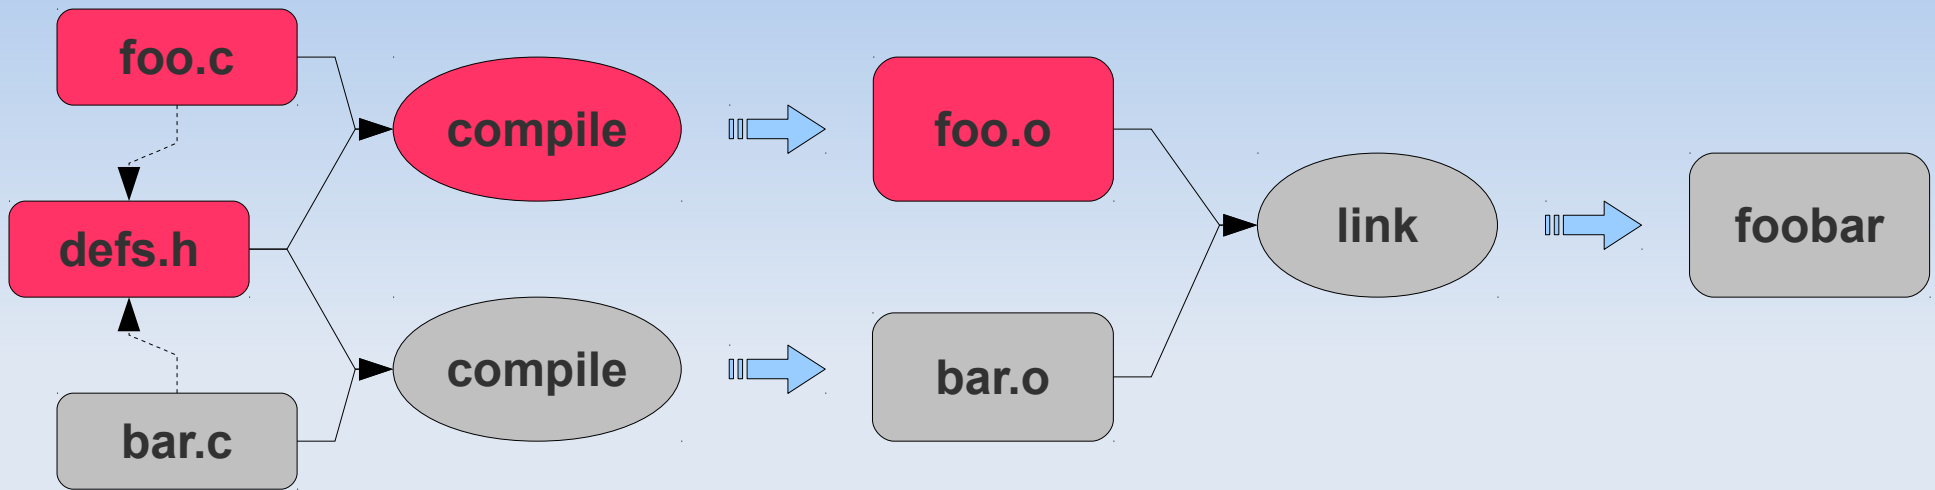 foo.c
compile
foo.o
defs.h
link
foobar
compile
bar.o
bar.c